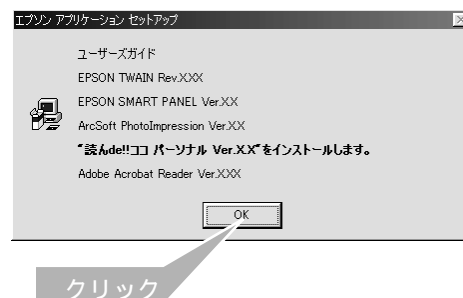 エプソン アプリケーション セットアップ
ユーザーズガイド
EPSON TWAIN Rev.XXX
EPSON SMART PANEL Ver.XX
ArcSoft PhotoImpression Ver.XX
"読んde!!ココ パーソナル Ver.X.X"をインストールします。
Adobe Acrobat Reader Ver.XXX
OK
クリック